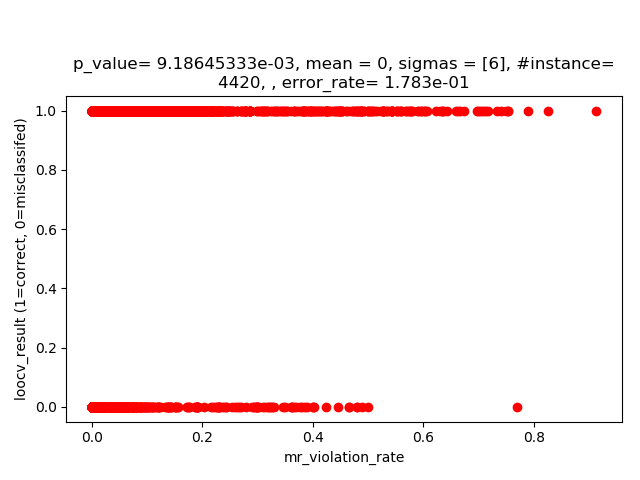 p_value= 9.18645333e-03, mean = 0, sigmas = [6], #instance=
4420, , error_rate= 1.783e-01
1.0
0.8
0.6
0.4
0.2
0.0
loocv_result (1=correct, 0=misclassifed)
0.0 0.2 0.4 0.6 0.8
mr_violation_rate